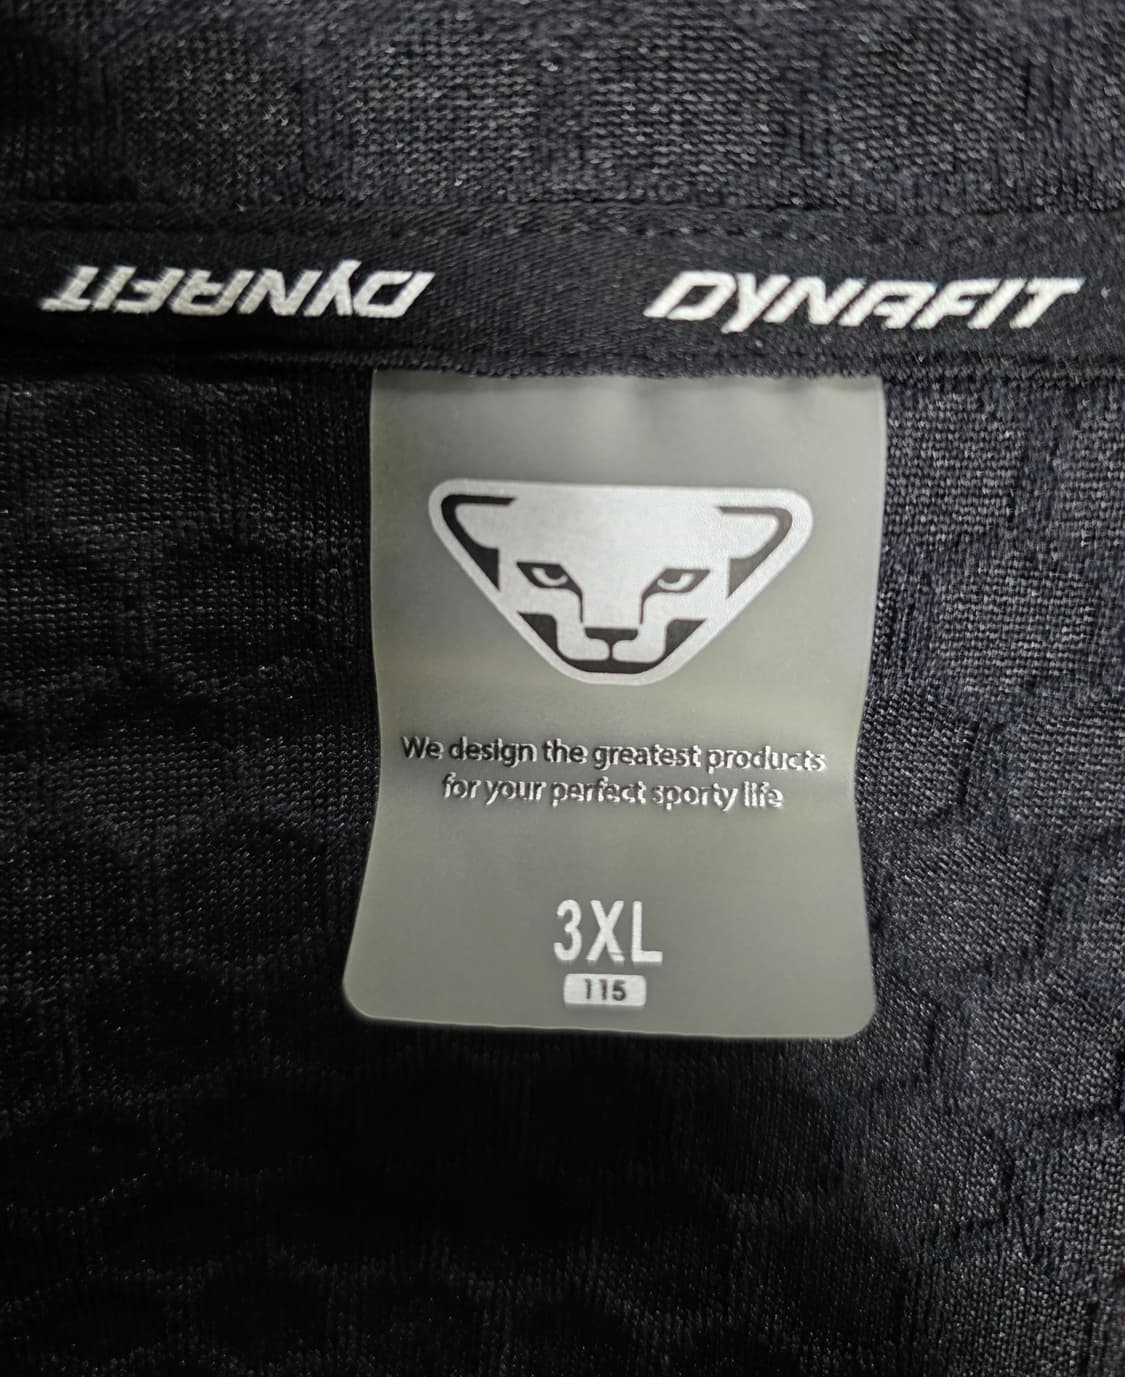 DYNAFIT DYNAFIT
We design the greatest products
for your perfect sporty life
3XL
115